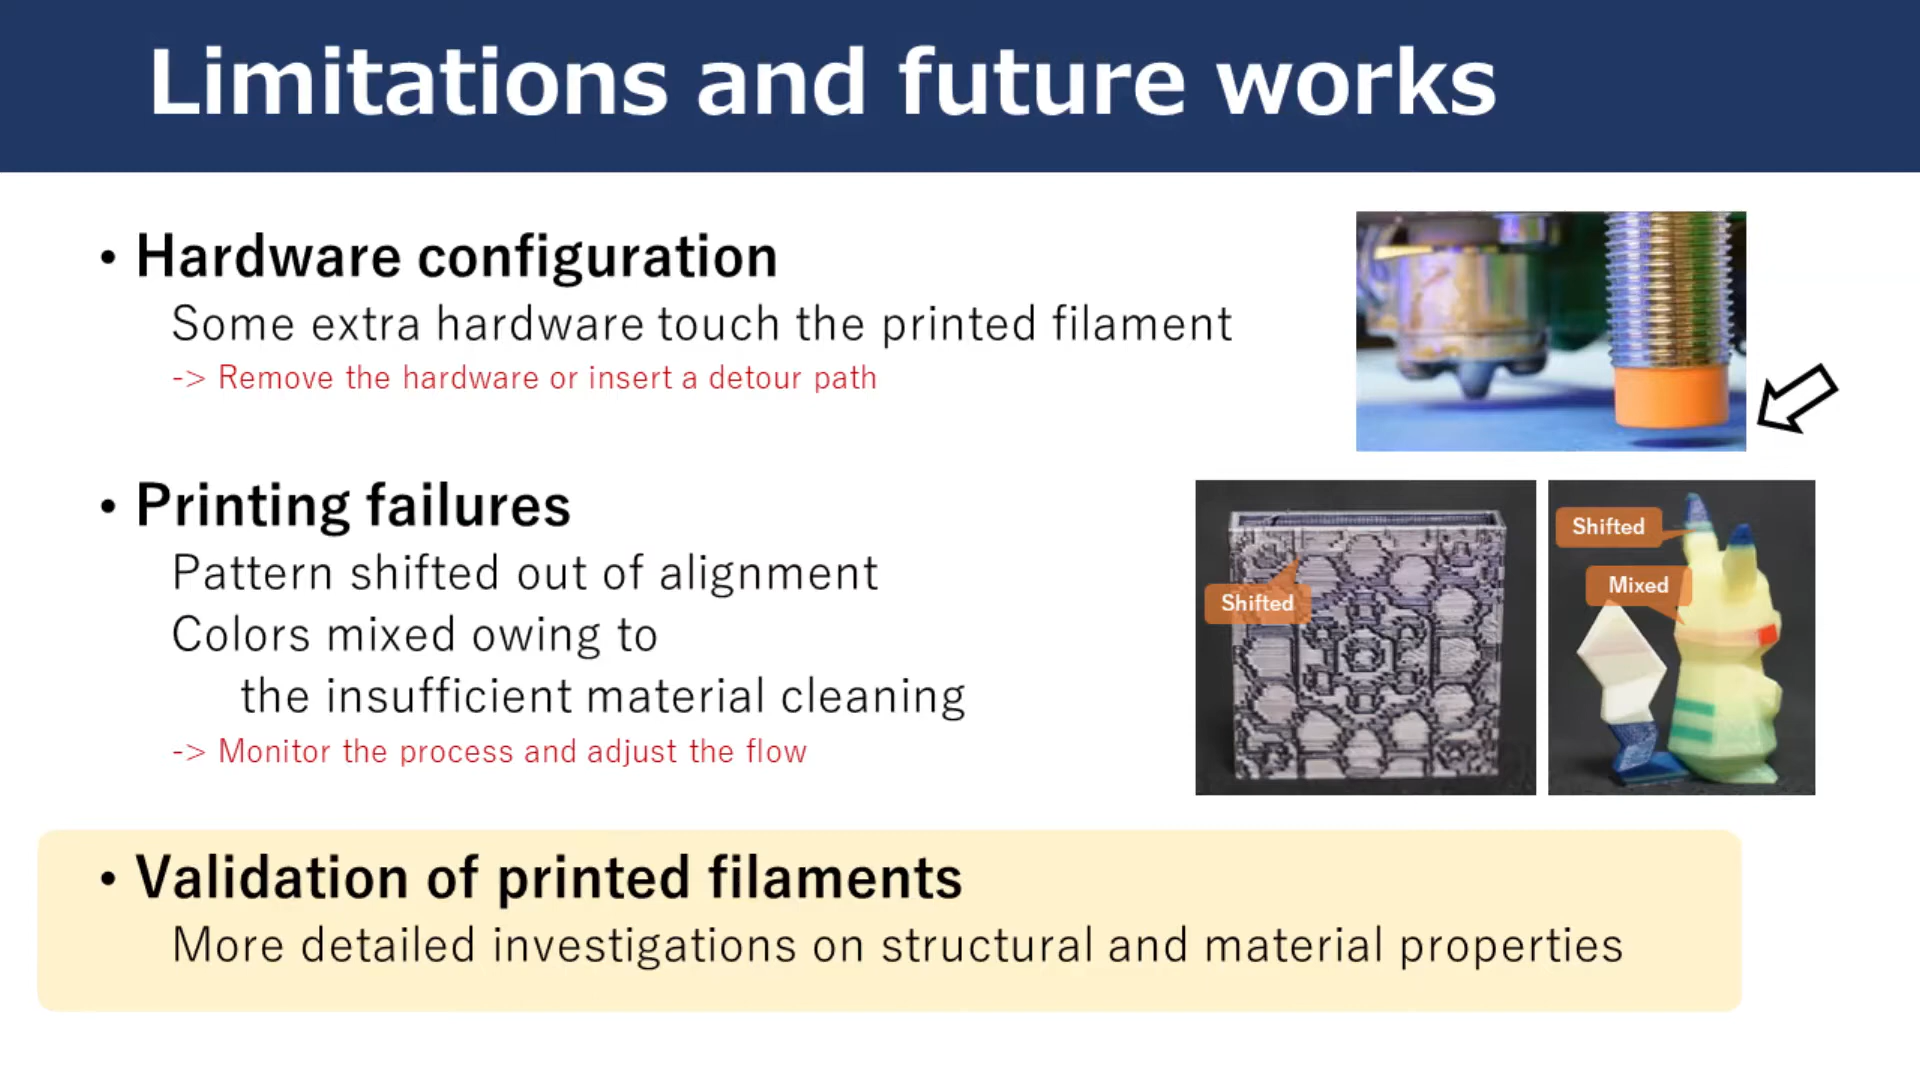 Limitations and future works
• Hardware configuration
Some extra hardware touch the printed filament
-> Remove the hardware or insert a detour path
• Printing failures
Pattern shifted out of alignment
Colors mixed owing to
the insufficient material cleaning
-> Monitor the process and adjust the flow
Shifted
Shifted
Mixed
• Validation of printed filaments
More detailed investigations on structural and material properties